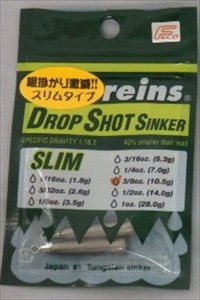 Feco
根掛かり激減!!
スリムタイプ
reins
DROP SHOT SINKER
SPECIFIC GRAVITY 1:18.2 40% smaller than lead
SLIM
3/16oz. (5.3g)
1/4oz. (7.0g)
1/16oz. (1.8g)
3/8oz. (10.5g)
3/32oz. (2.6g)
1/2oz. (14.0g)
1/8oz. (3.5g)
1oz. (28.0g)
Japan #1 Tungsten sinker